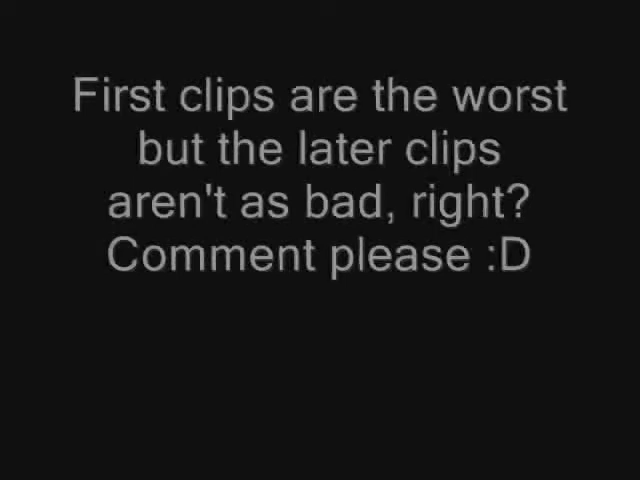 First clips are the worst
but the later clips
aren't as bad, right?
Comment please :D